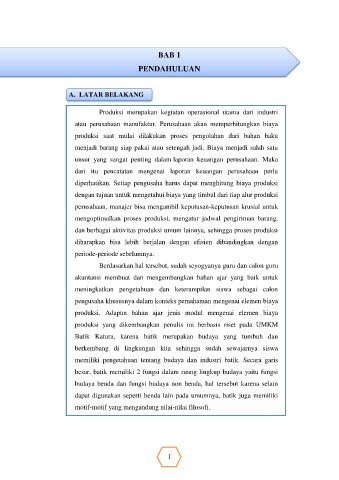 BAB I
PENDAHULUAN
A. LATAR BELAKANG
Produksi merupakan kegiatan operasional utama dari industri
atau perusahaan manufaktur. Perusahaan akan memperhitungkan biaya
produksi saat mulai dilakukan proses pengolahan dari bahan baku
menjadi barang siap pakai atau setengah jadi. Biaya menjadi salah satu
unsur yang sangat penting dalam laporan keuangan perusahaan. Maka
dari itu pencatatan mengenai laporan keuangan perusahaan perlu
diperhatikan. Setiap pengusaha harus dapat menghitung biaya produksi
dengan tujuan untuk mengetahui biaya yang timbul dari tiap alur produksi
perusahaan, manajer bisa mengambil keputusan-keputusan krusial untuk
mengoptimalkan proses produksi, mengatur jadwal pengiriman barang,
dan berbagai aktivitas produksi umum lainnya, sehingga proses produksi
diharapkan bisa lebih berjalan dengan efisien dibandingkan dengan
periode-periode sebelumnya.
Berdasarkan hal tersebut, sudah seyogyanya guru dan calon guru
akuntansi membuat dan mengembangkan bahan ajar yang baik untuk
meningkatkan pengetahuan dan keterampilan siswa sebagai calon
pengusaha khususnya dalam konteks pemahaman mengenai elemen biaya
produksi. Adapun bahan ajar jenis modul mengenai elemen biaya
produksi yang dikembangkan penulis ini berbasis riset pada UMKM
Batik Katura, karena batik merupakan budaya yang tumbuh dan
berkembang di lingkungan kita sehingga sudah sewajarnya siswa
memiliki pengetahuan tentang budaya dan industri batik. Secara garis
besar, batik memiliki 2 fungsi dalam ruang lingkup budaya yaitu fungsi
budaya benda dan fungsi budaya non benda, hal tersebut karena selain
dapat digunakan seperti benda lain pada umumnya, batik juga memiliki
motif-motif yang mengandung nilai-nilai filosofi.
1